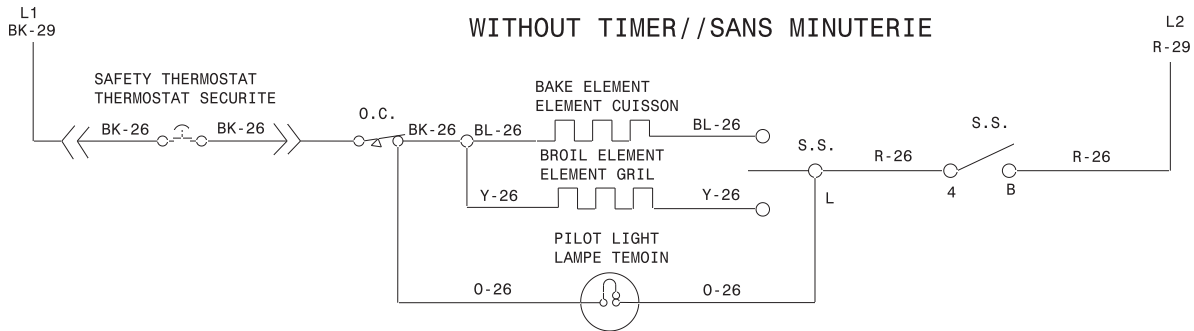 L1
BK-29
WITHOUT TIMER//SANS MINUTERIE
L2
R-29
SAFETY THERMOSTAT
THERMOSTAT SECURITE
BK-26
BK-26
O.C.
BK-26
BL-26
BAKE ELEMENT
ELEMENT CUISSON
BL-26
BROIL ELEMENT
ELEMENT GRIL
Y-26
Y-26
S.S.
L
R-26
S.S.
4
B
R-26
PILOT LIGHT
LAMPE TEMOIN
O-26
O-26